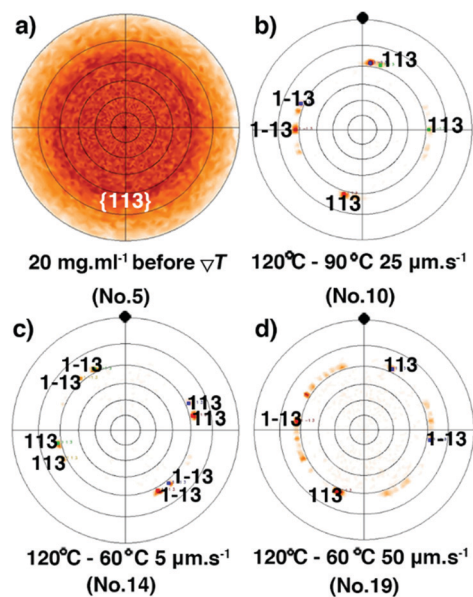 a)
{113}
20 mg.ml⁻¹ before ▽T
(No.5)
b)
113
1-13
1-13
113
113
120°C - 90°C 25 µm.s⁻¹
(No.10)
c)
1-13
1-13
113
113
113
113
1-13
1-13
120°C - 60°C 5 µm.s⁻¹
(No.14)
d)
113
1-13
1-13
113
120°C - 60°C 50 µm.s⁻¹
(No.19)